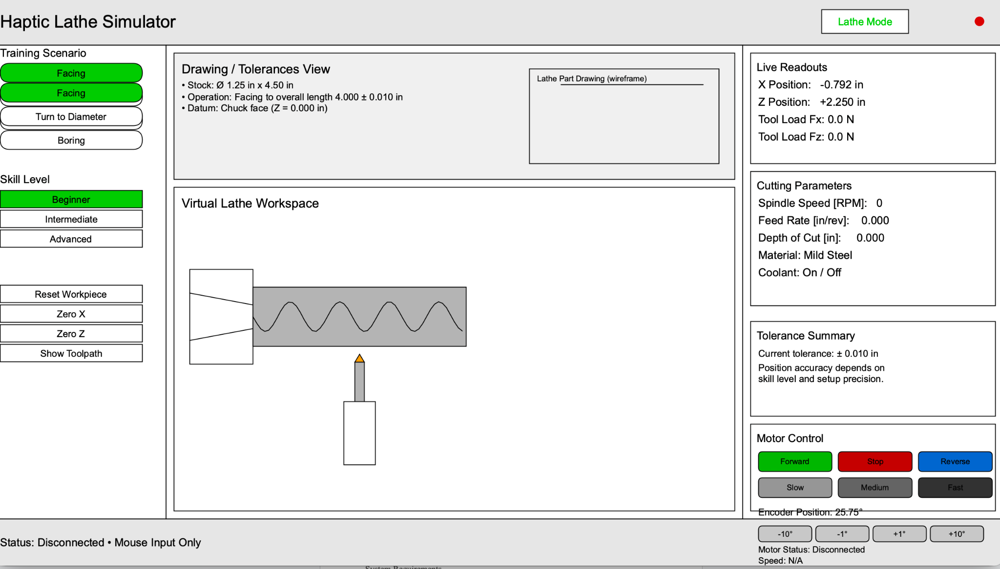 Haptic Lathe Simulator
Lathe Mode
Training Scenario
Facing
Facing
Turn to Diameter
Boring
Skill Level
Beginner
Intermediate
Advanced
Reset Workpiece
Zero X
Zero Z
Show Toolpath
Drawing / Tolerances View
• Stock: Ø 1.25 in x 4.50 in
• Operation: Facing to overall length 4.000 ± 0.010 in
• Datum: Chuck face (Z = 0.000 in)
Lathe Part Drawing (wireframe)
Virtual Lathe Workspace
Live Readouts
X Position: -0.792 in
Z Position: +2.250 in
Tool Load Fx: 0.0 N
Tool Load Fz: 0.0 N
Cutting Parameters
Spindle Speed [RPM]: 0
Feed Rate [in/rev]: 0.000
Depth of Cut [in]: 0.000
Material: Mild Steel
Coolant: On / Off
Tolerance Summary
Current tolerance: ± 0.010 in
Position accuracy depends on
skill level and setup precision.
Motor Control
Forward Stop Reverse
Slow Medium Fast
Encoder Position: 25.75°
-10° -1° +1° +10°
Motor Status: Disconnected
Speed: N/A
Status: Disconnected • Mouse Input Only
System Requirements